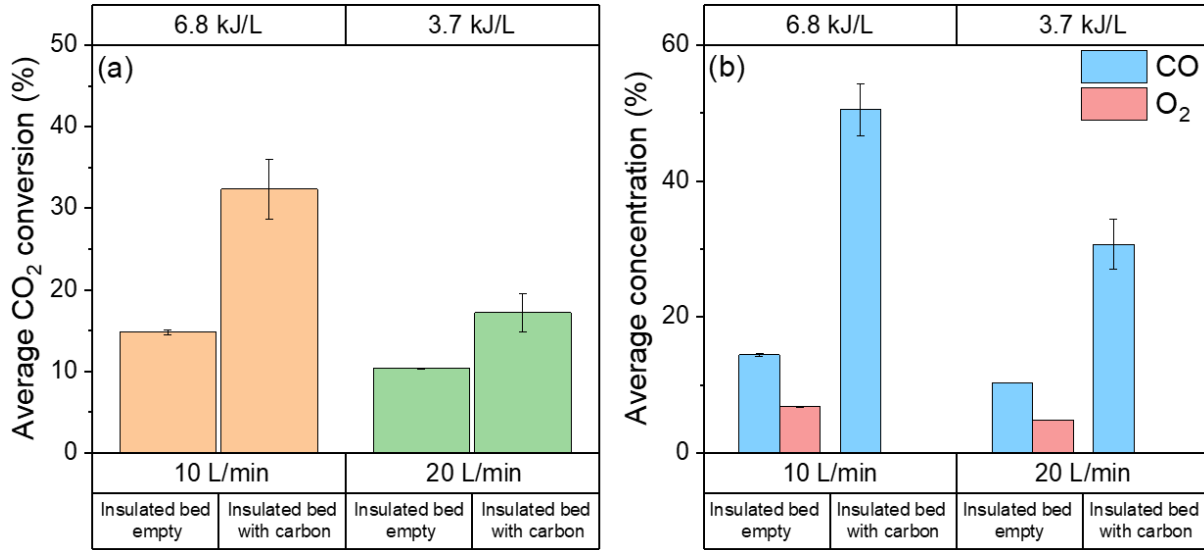 6.8 kJ/L
3.7 kJ/L
(a)
Average CO₂ conversion (%)
50
40
30
20
10
0
10 L/min
20 L/min
Insulated bed
empty
Insulated bed
with carbon
Insulated bed
empty
Insulated bed
with carbon
6.8 kJ/L
3.7 kJ/L
(b)
CO
O₂
Average concentration (%)
60
40
20
0
10 L/min
20 L/min
Insulated bed
empty
Insulated bed
with carbon
Insulated bed
empty
Insulated bed
with carbon